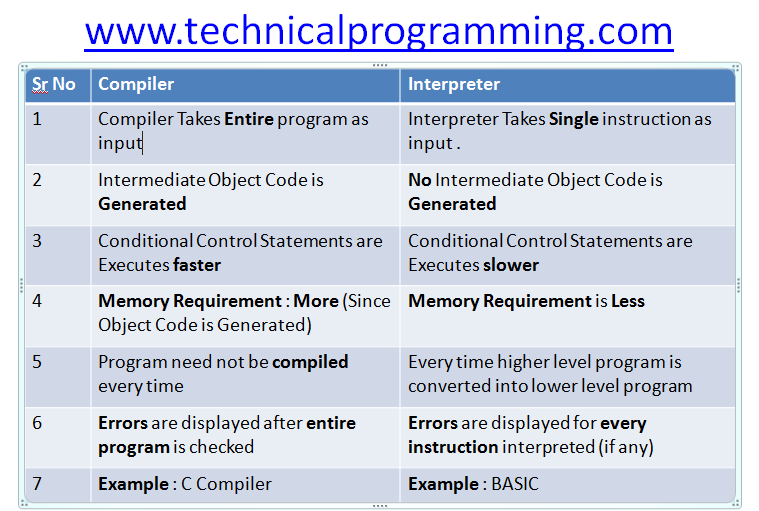 www.technicalprogramming.com
Sr No Compiler Interpreter
1 Compiler Takes Entire program as input Interpreter Takes Single instruction as input .
2 Intermediate Object Code is Generated No Intermediate Object Code is Generated
3 Conditional Control Statements are Executes faster Conditional Control Statements are Executes slower
4 Memory Requirement : More (Since Object Code is Generated) Memory Requirement is Less
5 Program need not be compiled every time Every time higher level program is converted into lower level program
6 Errors are displayed after entire program is checked Errors are displayed for every instruction interpreted (if any)
7 Example : C Compiler Example : BASIC